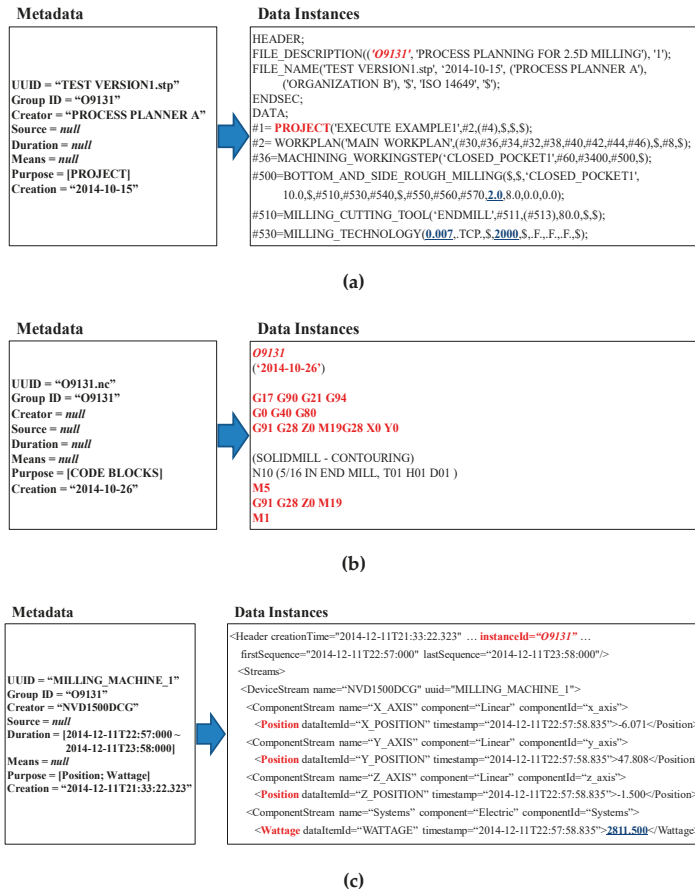 Metadata
Data Instances
UUID = “TEST VERSION1.stp”
Group ID = “O9131”
Creator = “PROCESS PLANNER A”
Source = null
Duration = null
Means = null
Purpose = [PROJECT]
Creation = “2014-10-15”
HEADER;
FILE_DESCRIPTION(('O9131', 'PROCESS PLANNING FOR 2.5D MILLING'), '1');
FILE_NAME('TEST VERSION1.stp', ‘2014-10-15', ('PROCESS PLANNER A'),
('ORGANIZATION B'), '$', 'ISO 14649', '$');
ENDSEC;
DATA;
#1= PROJECT('EXECUTE EXAMPLE1',#2,(#4),$,$,$);
#2= WORKPLAN('MAIN WORKPLAN',(#30,#36,#34,#32,#38,#40,#42,#44,#46),$,#8,$);
#36=MACHINING_WORKINGSTEP(‘CLOSED_POCKET1',#60,#3400,#500,$);
#500=BOTTOM_AND_SIDE_ROUGH_MILLING($,$,‘CLOSED_POCKET1',
10.0,$,#510,#530,#540,$,#550,#560,#570,2.0,8.0,0.0,0.0);
#510=MILLING_CUTTING_TOOL(‘ENDMILL',#511,(#513),80.0,$,$);
#530=MILLING_TECHNOLOGY(0.007,.TCP.,$,2000,$,.F.,.F.,.F.,$);
(a)
Metadata
Data Instances
UUID = “O9131.nc”
Group ID = “O9131”
Creator = null
Source = null
Duration = null
Means = null
Purpose = [CODE BLOCKS]
Creation = “2014-10-26”
O9131
(‘2014-10-26’)
G17 G90 G21 G94
G0 G40 G80
G91 G28 Z0 M19G28 X0 Y0
(SOLIDMILL - CONTOURING)
N10 (5/16 IN END MILL, T01 H01 D01 )
M5
G91 G28 Z0 M19
M1
(b)
Metadata
Data Instances
UUID = “MILLING_MACHINE_1”
Group ID = “O9131”
Creator = “NVD1500DCG”
Source = null
Duration = [2014-12-11T22:57:000 ~
2014-12-11T23:58:000]
Means = null
Purpose = [Position; Wattage]
Creation = “2014-12-11T21:33:22.323”
<Header creationTime="2014-12-11T21:33:22.323" … instanceId=“O9131” …
firstSequence="2014-12-11T22:57:000" lastSequence=“2014-12-11T23:58:000"/>
<Streams>
<DeviceStream name=“NVD1500DCG” uuid="MILLING_MACHINE_1">
<ComponentStream name=“X_AXIS” component=“Linear” componentId=“x_axis”>
<Position dataItemId=“X_POSITION” timestamp=“2014-12-11T22:57:58.835”>-6.071</Position>
<ComponentStream name=“Y_AXIS” component=“Linear” componentId=“y_axis”>
<Position dataItemId=“Y_POSITION” timestamp=“2014-12-11T22:57:58.835”>47.808</Position>
<ComponentStream name=“Z_AXIS” component=“Linear” componentId=“z_axis”>
<Position dataItemId=“Z_POSITION” timestamp=“2014-12-11T22:57:58.835”>-1.500</Position>
<ComponentStream name=“Systems” component=“Electric” componentId=“Systems”>
<Wattage dataItemId=“WATTAGE” timestamp=“2014-12-11T22:57:58.835”>2811.500</Wattage>
(c)